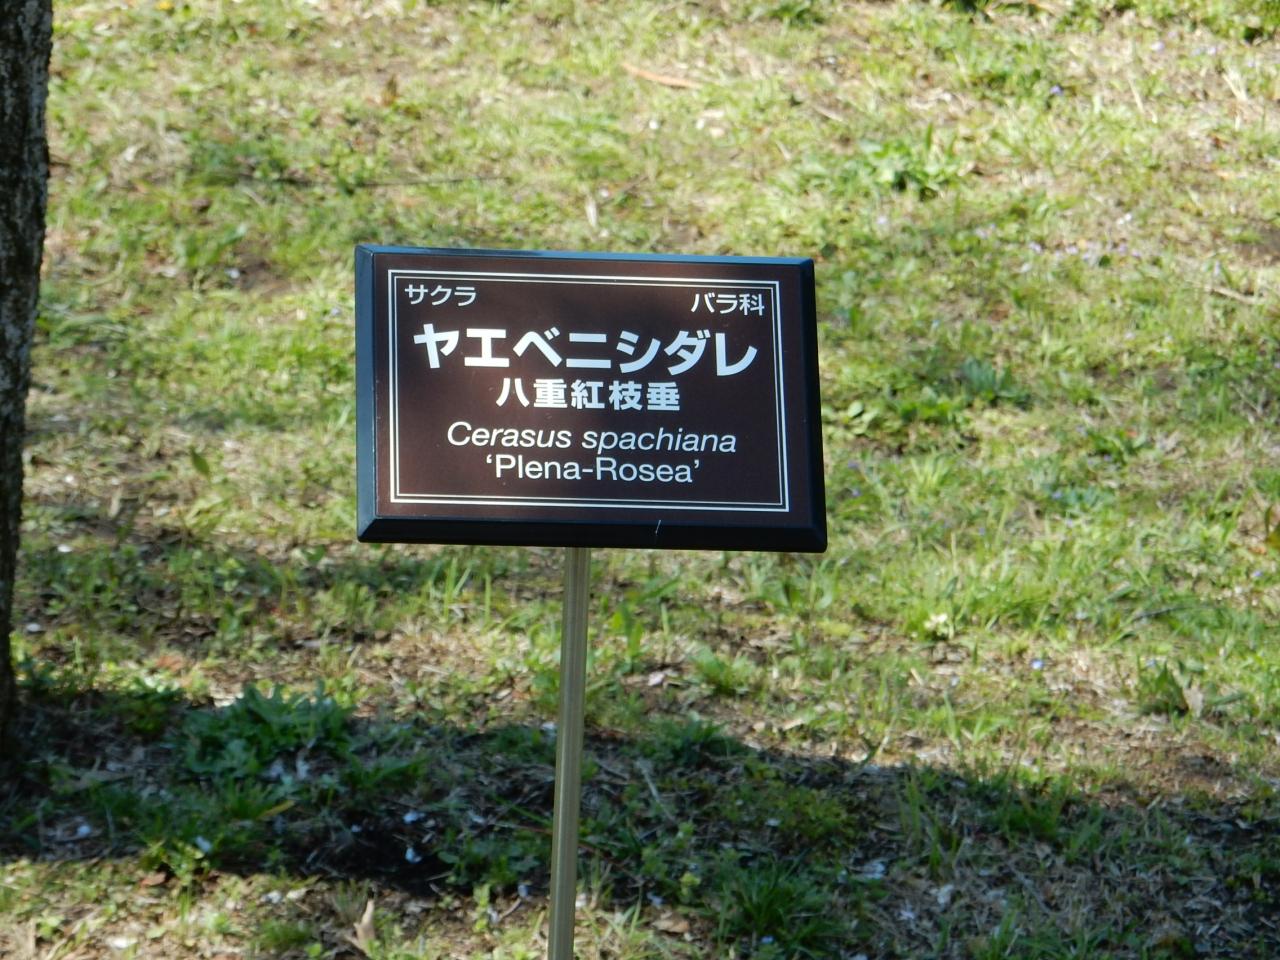 サクラ バラ科
ヤエベニシダレ
八重紅枝垂
Cerasus spachiana
‘Plena-Rosea’